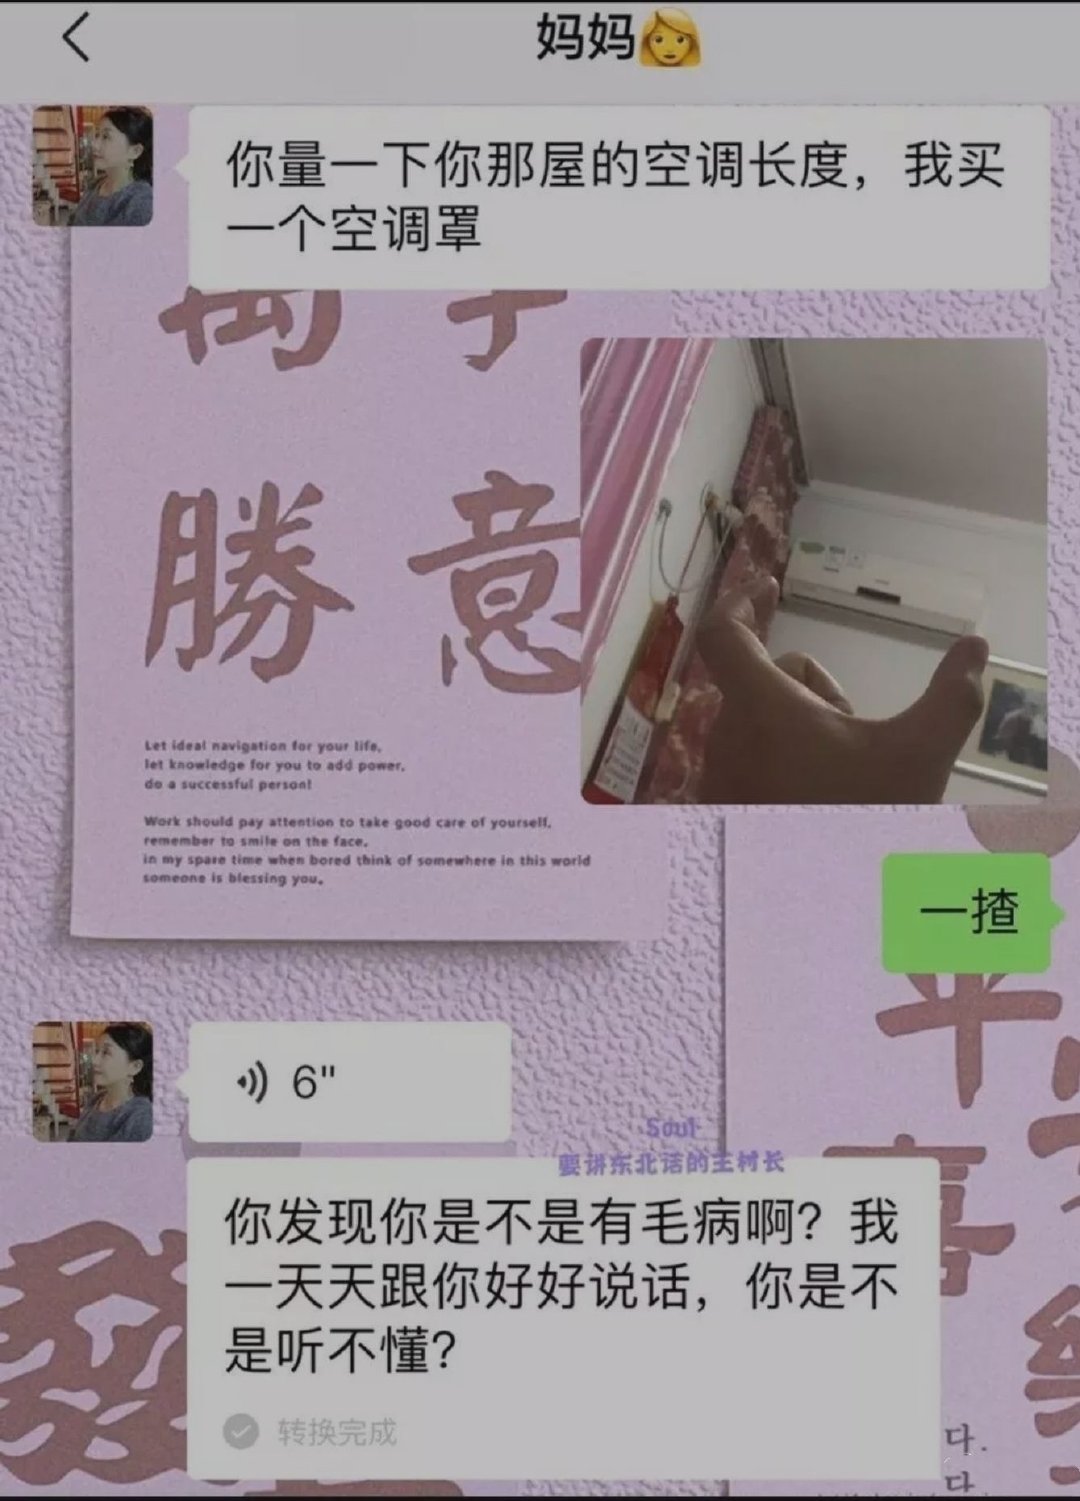 妈妈
你量一下你那屋的空调长度，我买
一个空调罩
勝 意
Let ideal navigation for your life,
let knowledge for you to add power,
do a successful person!
Work should pay attention to take good care of yourself,
remember to smile on the face,
in my spare time when bored think of somewhere in this world
someone is blessing you。
一揸
平
6"
Soul
要讲东北话的王村长
喜
你发现你是不是有毛病啊？我
一天天跟你好好说话，你是不
是听不懂？
转换完成
다.
다